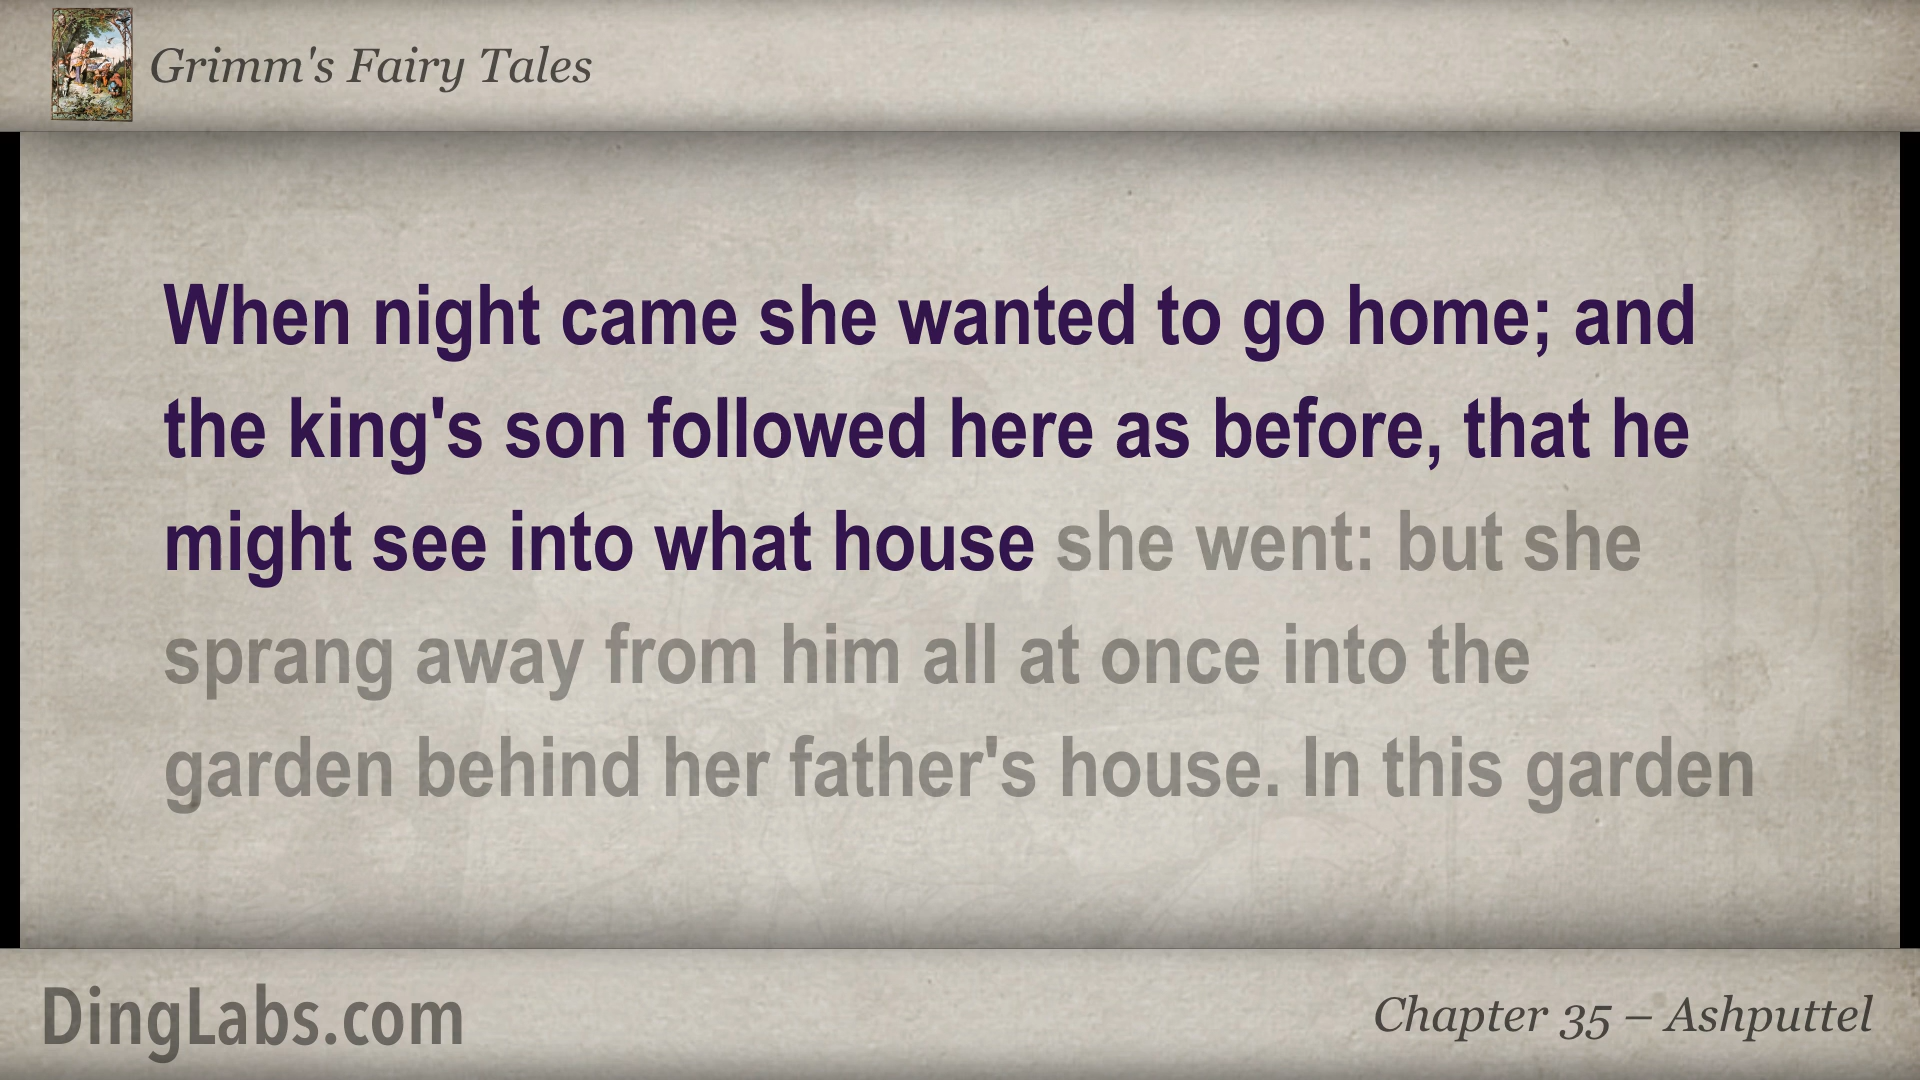 Grimm's Fairy Tales
When night came she wanted to go home; and
the king's son followed here as before, that he
might see into what house she went: but she
sprang away from him all at once into the
garden behind her father's house. In this garden
DingLabs.com
Chapter 35 – Ashputtel